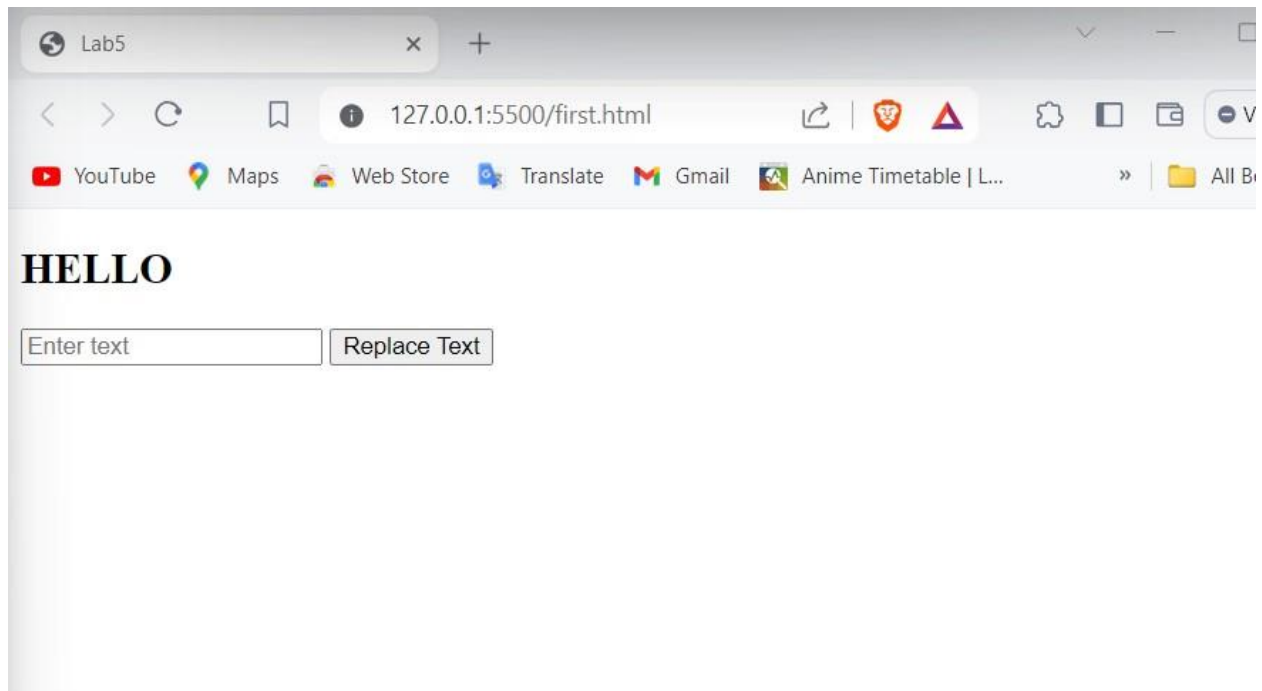 Lab5
127.0.0.1:5500/first.html V
YouTube Maps Web Store Translate Gmail Anime Timetable | L... » All
HELLO
Enter text Replace Text